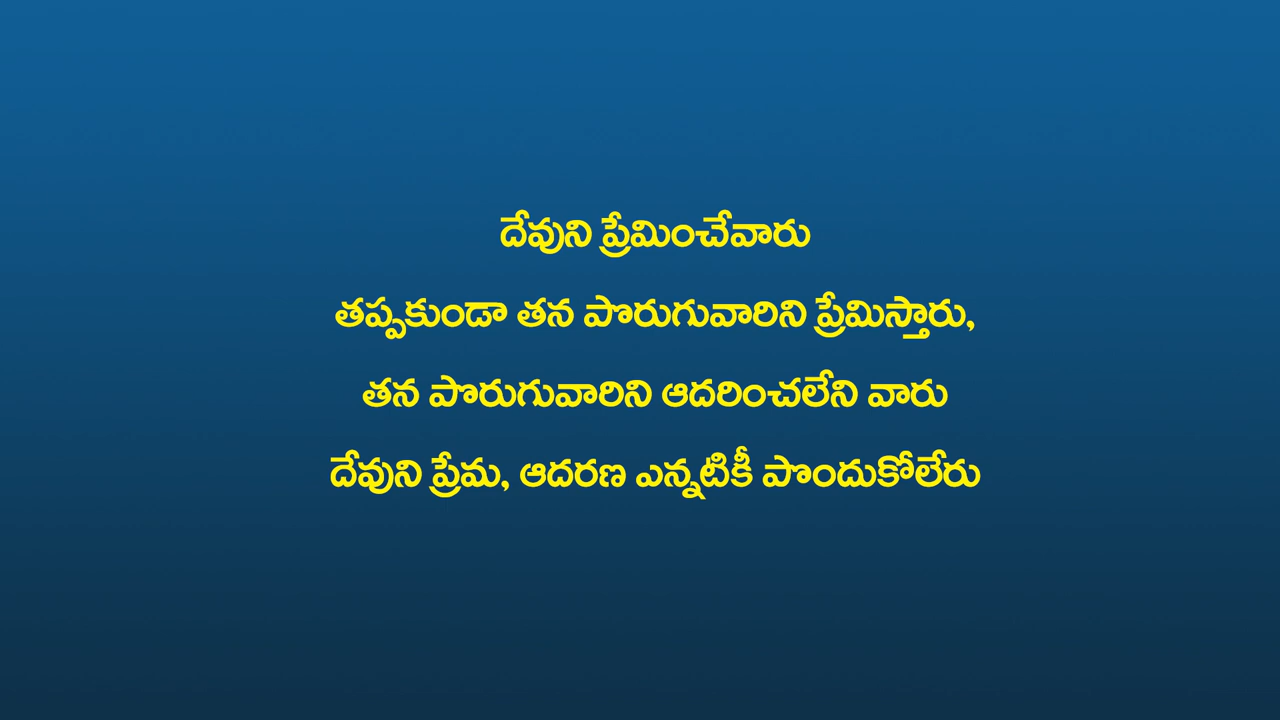 దేవుని ప్రేమించేవారు
తప్పకుండా తన పొరుగువారిని ప్రేమిస్తారు,
తన పొరుగువారిని ఆదరించలేని వారు
దేవుని ప్రేమ, ఆదరణ ఎన్నటికీ పొందుకోలేరు